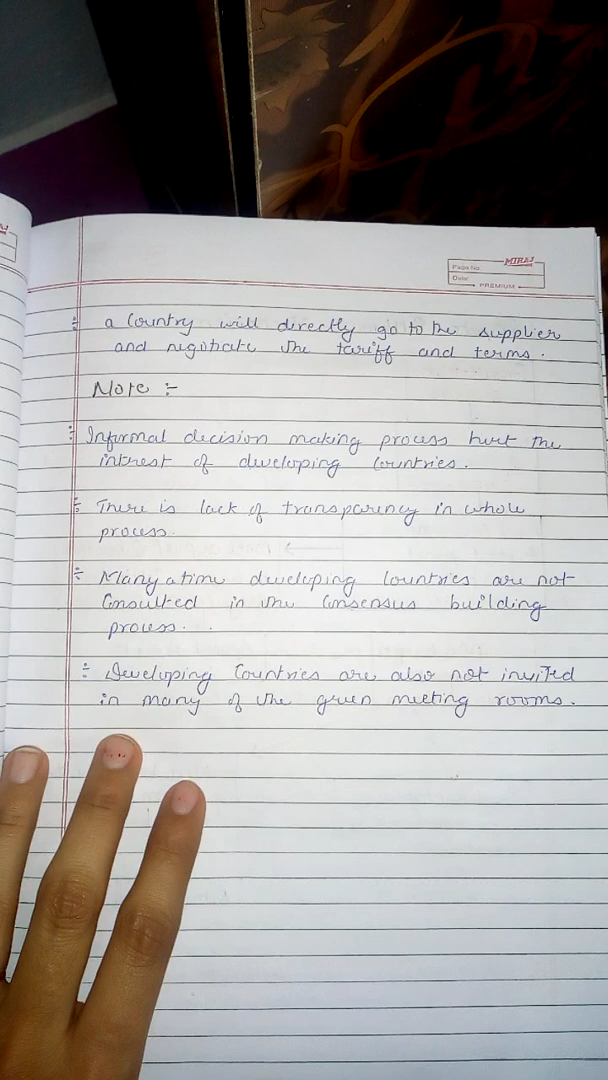 MIRAJ
Page No.
Date:
PREMIUM
÷ a Country will directly go to the supplier
and negotiate the tariff and terms.
Note :-
÷ Informal decision making process hurt the
interest of developing Countries.
÷ There is lack of transparency in whole
process.
÷ Many a time developing Countries are not
Consulted in the Consensus building
process.
÷ Developing Countries are also not invited
in many of the green meeting rooms.